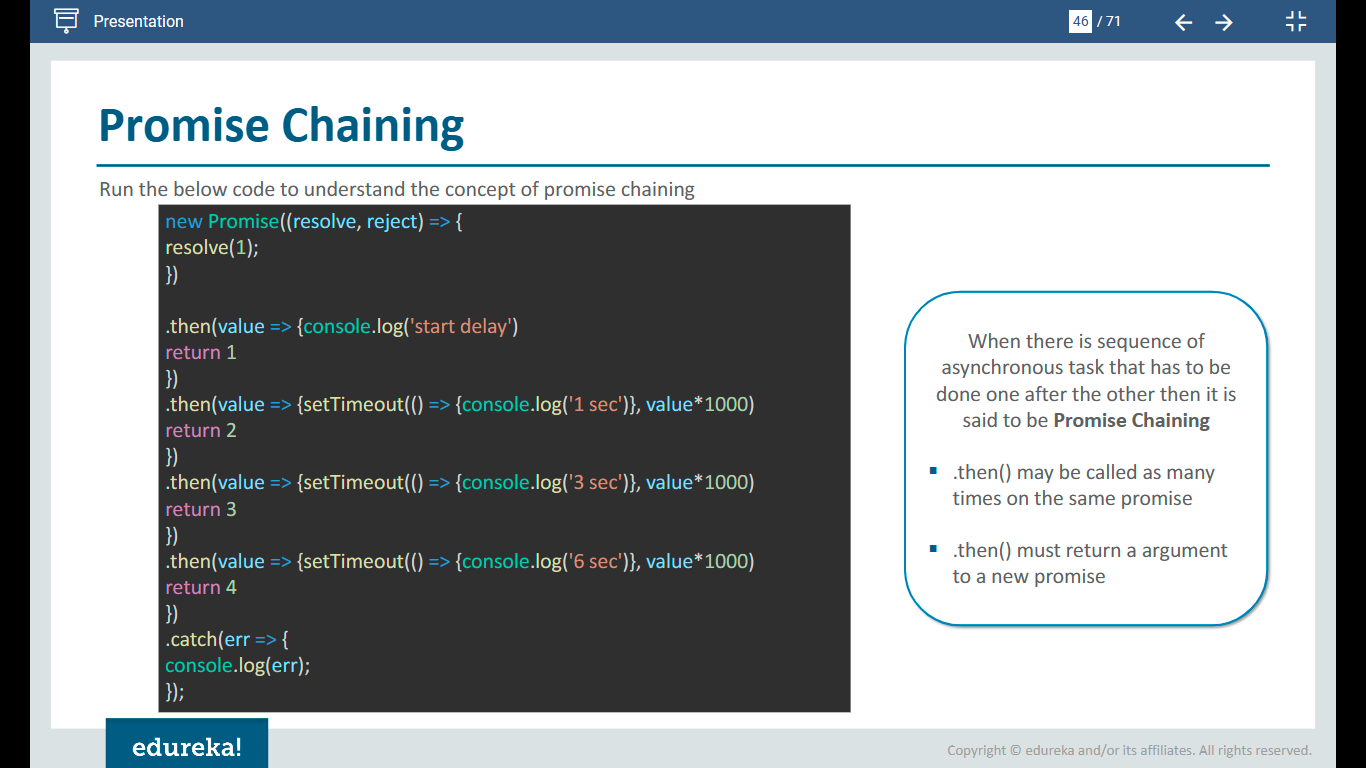 Presentation
46 / 71
Promise Chaining
Run the below code to understand the concept of promise chaining
new Promise((resolve, reject) => {
resolve(1);
})
.then(value => {console.log('start delay')
return 1
})
.then(value => {setTimeout(() => {console.log('1 sec')}, value*1000)
return 2
})
.then(value => {setTimeout(() => {console.log('3 sec')}, value*1000)
return 3
})
.then(value => {setTimeout(() => {console.log('6 sec')}, value*1000)
return 4
})
.catch(err => {
console.log(err);
});
When there is sequence of
asynchronous task that has to be
done one after the other then it is
said to be Promise Chaining
▪ .then() may be called as many
times on the same promise
▪ .then() must return a argument
to a new promise
edureka!
Copyright © edureka and/or its affiliates. All rights reserved.